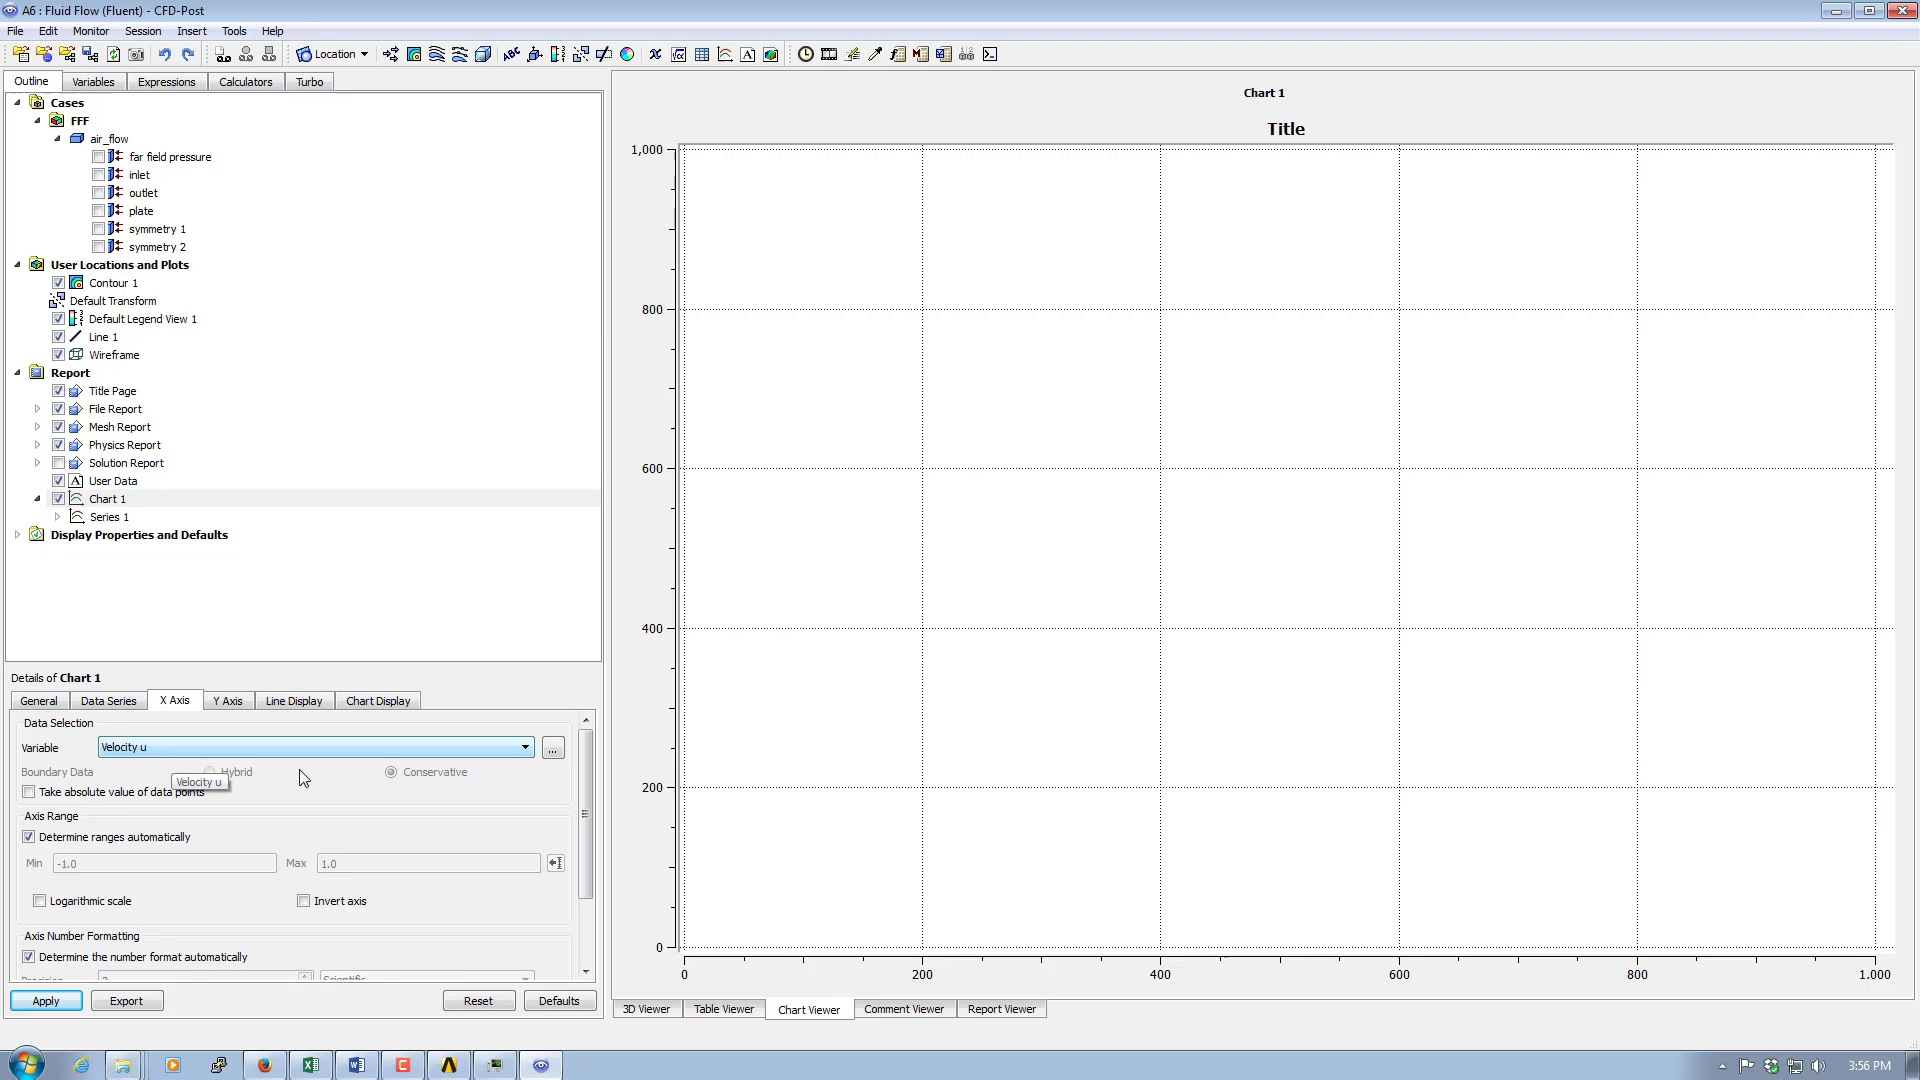 A6 : Fluid Flow (Fluent) - CFD-Post
File Edit Monitor Session Insert Tools Help
Location
Outline Variables Expressions Calculators Turbo
Cases
FFF
air_flow
far field pressure
inlet
outlet
plate
symmetry 1
symmetry 2
User Locations and Plots
Contour 1
Default Transform
Default Legend View 1
Line 1
Wireframe
Report
Title Page
File Report
Mesh Report
Physics Report
Solution Report
User Data
Chart 1
Series 1
Display Properties and Defaults
Details of Chart 1
General Data Series X Axis Y Axis Line Display Chart Display
Data Selection
Variable Velocity u ...
Boundary Data Hybrid Conservative
Velocity u
Take absolute value of data points
Axis Range
Determine ranges automatically
Min -1.0 Max 1.0
Logarithmic scale Invert axis
Axis Number Formatting
Determine the number format automatically
Precision Scientific
Apply Export Reset Defaults
Chart 1
Title
1,000
800
600
400
200
0
0 200 400 600 800 1.000
3D Viewer Table Viewer Chart Viewer Comment Viewer Report Viewer
3:56 PM